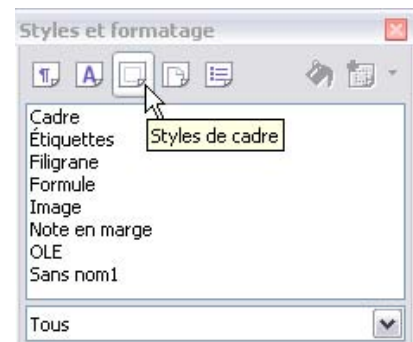 Styles et formatage
Styles de cadre
Cadre
Étiquettes
Filigrane
Formule
Image
Note en marge
OLE
Sans nom1
Tous